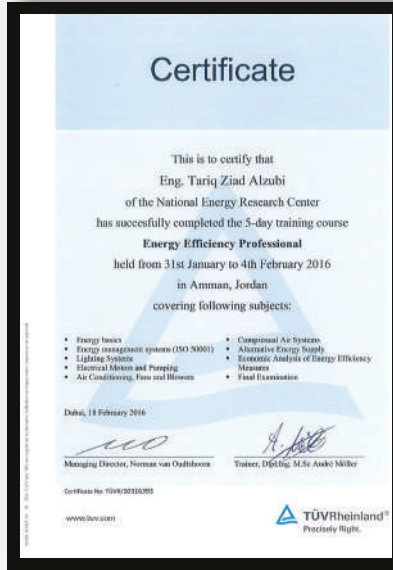 Certificate
This is to certify that
Eng. Tariq Ziad Alzubi
of the National Energy Research Center
has succesfully completed the 5-day training course
Energy Efficiency Professional
held from 31st January to 4th February 2016
in Amman, Jordan
covering following subjects:
• Energy basics
• Energy management systems (ISO 50001)
• Lighting Systems
• Electrical Motors and Pumping
• Air Conditioning, Fans and Blowers
• Compressed Air Systems
• Alternative Energy Supply
• Economic Analysis of Energy Efficiency
Measures
• Final Examination
Dubai, 18 February 2016
Managing Director, Norman van Oudtshoorn
Trainer, Dipl.Ing. M.Sc André Möller
Certificate No:
www.tuv.com
TÜVRheinland®
Precisely Right.